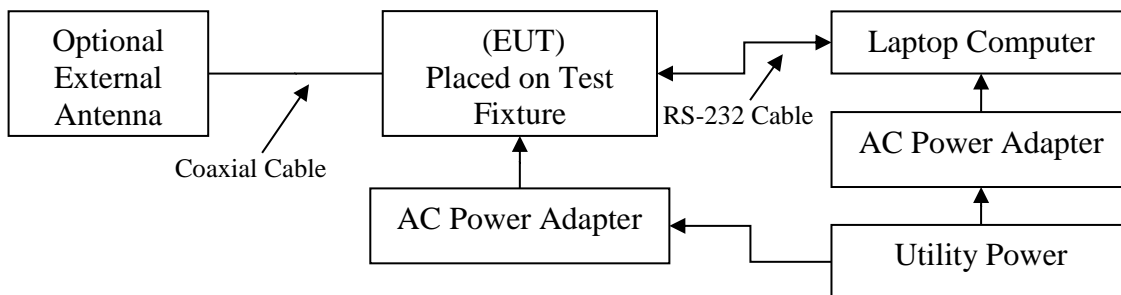 Optional
External
Antenna
(EUT)
Placed on Test
Fixture
Laptop Computer
RS-232 Cable
Coaxial Cable
AC Power Adapter
AC Power Adapter
Utility Power